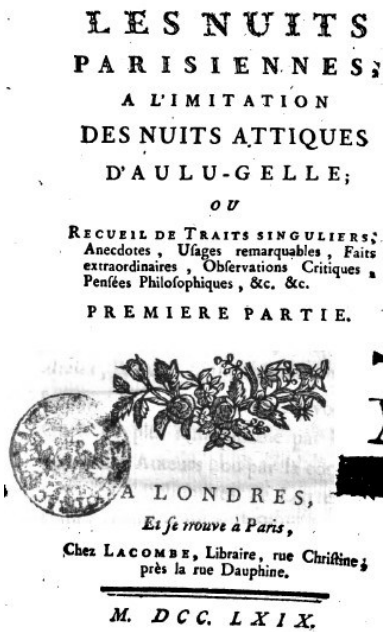 LES NUITS
PARISIENNES;
A L'IMITATION
DES NUITS ATTIQUES
D'AULU-GELLE;
OU
RECUEIL DE TRAITS SINGULIERS;
Anecdotes, Uſages remarquables, Faits
extraordinaires, Obſervations Critiques,
Penſées Philoſophiques, &c. &c.
PREMIERE PARTIE.
A LONDRES,
Et ſe trouve à Paris,
Chez LACOMBE, Libraire, rue Chriſtine;
près la rue Dauphine.
M. DCC. LXIX.